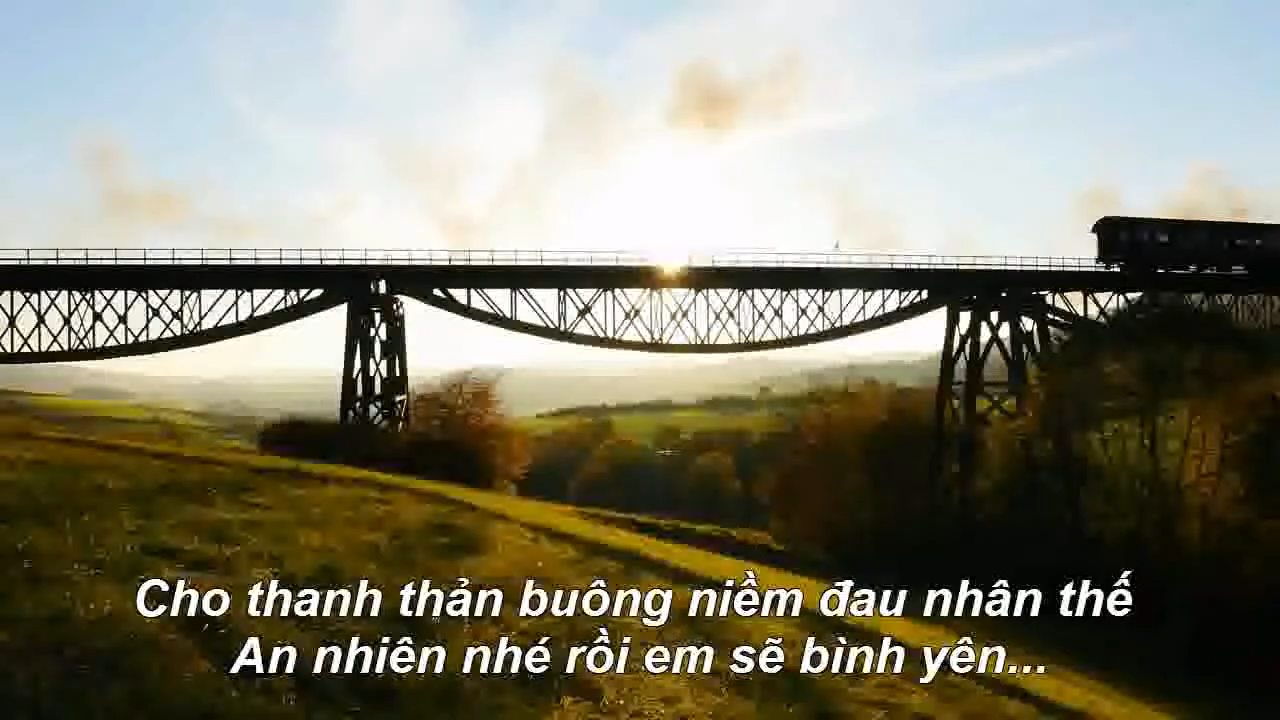 Cho thanh thản buông niềm đau nhân thế
An nhiên nhé rồi em sẽ bình yên...